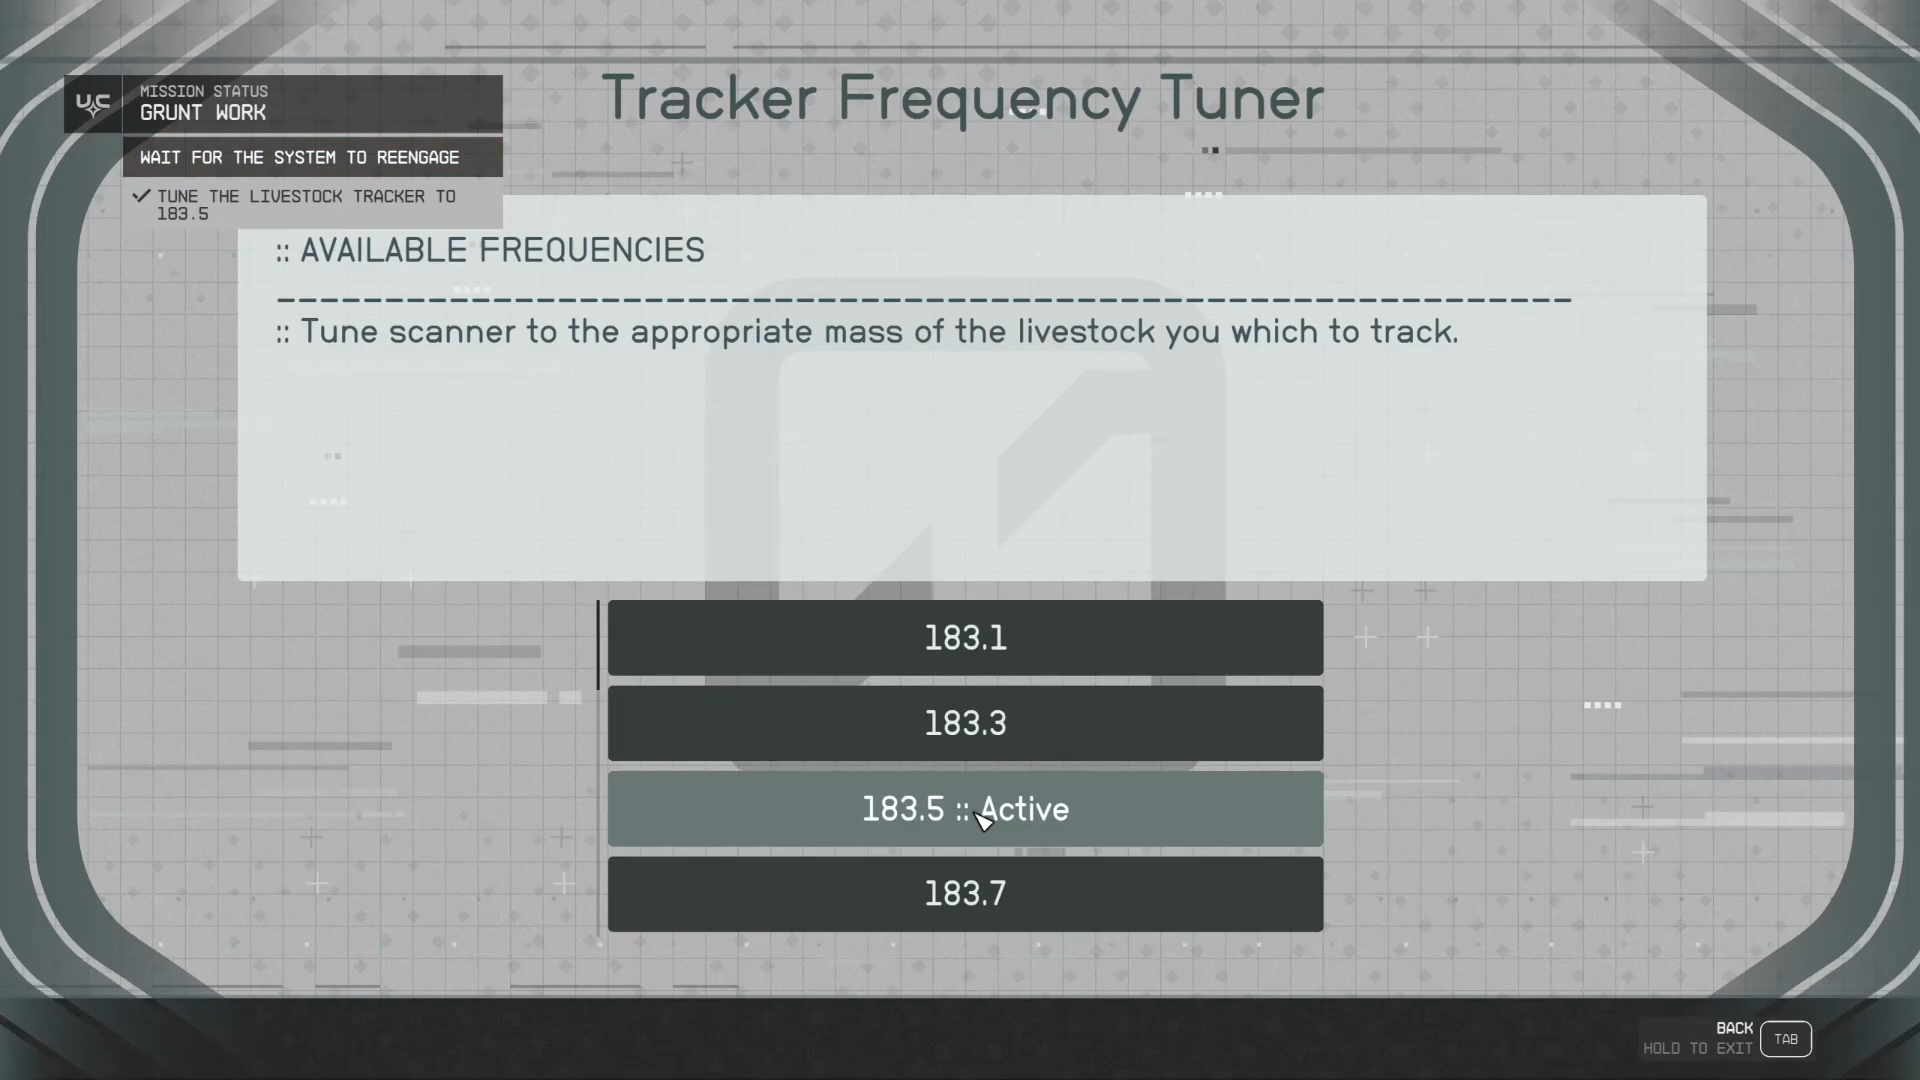 Tracker Frequency Tuner
UC
MISSION STATUS
GRUNT WORK
WAIT FOR THE SYSTEM TO REENGAGE
TUNE THE LIVESTOCK TRACKER TO
183.5
:: AVAILABLE FREQUENCIES
:: Tune scanner to the appropriate mass of the livestock you which to track.
183.1
183.3
183.5 :: Active
183.7
BACK
HOLD TO EXIT
TAB